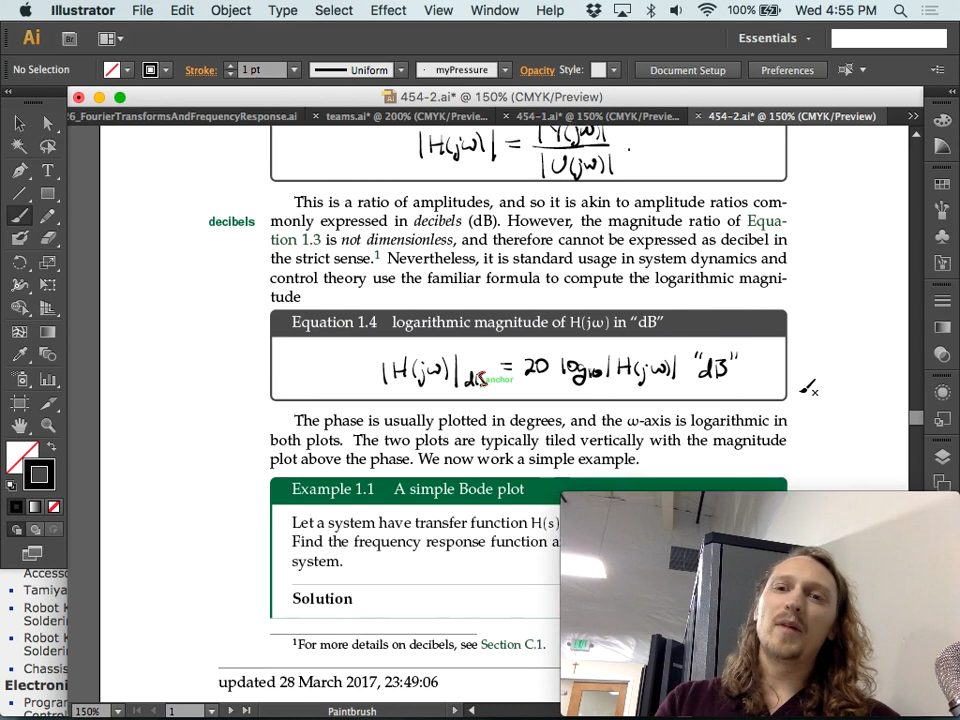 Illustrator File Edit Object Type Select Effect View Window Help 100% Wed 4:55 PM
Ai Br Essentials
No Selection Stroke: 1 pt Uniform myPressure Opacity Style: Document Setup Preferences
454-2.ai* @ 150% (CMYK/Preview)
6_FourierTransformsAndFrequencyResponse.ai × teams.ai* @ 200% (CMYK/Previe... × 454-1.ai @ 150% (CMYK/Previe... × 454-2.ai* @ 150% (CMYK/Preview)
|H(jω)| = |Y(jω)| / |U(jω)| .
This is a ratio of amplitudes, and so it is akin to amplitude ratios com-
decibels monly expressed in decibels (dB). However, the magnitude ratio of Equa-
tion 1.3 is not dimensionless, and therefore cannot be expressed as decibel in
the strict sense.¹ Nevertheless, it is standard usage in system dynamics and
control theory use the familiar formula to compute the logarithmic magni-
tude
Equation 1.4 logarithmic magnitude of H(jω) in “dB”
|H(jω)|dB = 20 log10 |H(jω)| "dB"
anchor
The phase is usually plotted in degrees, and the ω-axis is logarithmic in
both plots. The two plots are typically tiled vertically with the magnitude
plot above the phase. We now work a simple example.
Example 1.1 A simple Bode plot
Let a system have transfer function H(s)
Find the frequency response function a
system.
Solution
¹For more details on decibels, see Section C.1.
updated 28 March 2017, 23:49:06
Accesso
Tamiya
Robot K
Solderin
Robot K
Solderin
Chassis
Electroni
Program
Contro
150% 1 Paintbrush